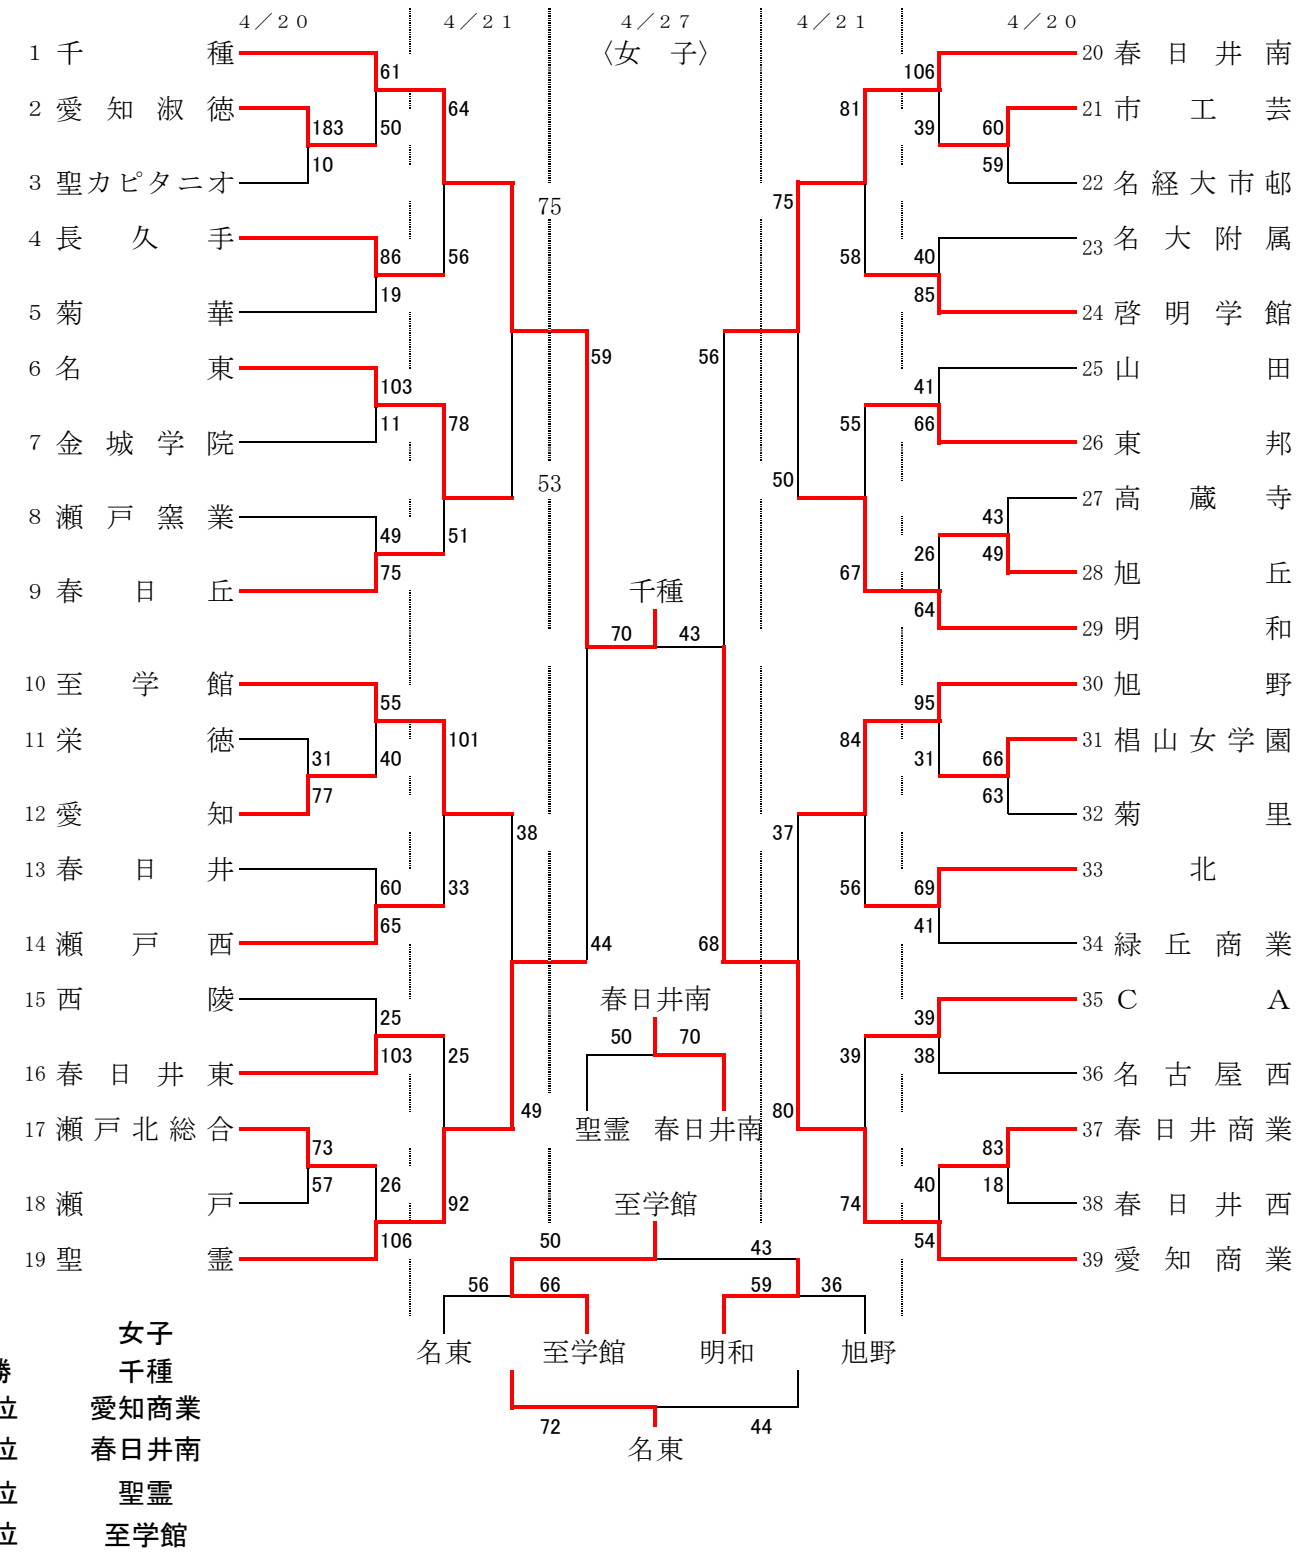 4／20 4／21 4／27 4／21 4／20
〈女 子〉
1 千種
2 愛知淑徳
3 聖カピタニオ
4 長久手
5 菊華
6 名東
7 金城学院
8 瀬戸窯業
9 春日丘
10 至学館
11 栄徳
12 愛知
13 春日井
14 瀬戸西
15 西陵
16 春日井東
17 瀬戸北総合
18 瀬戸
19 聖霊
61
183 50
10
86
19
103
11
49
75
55
31 40
77
60
65
25
103
73
57 26
106
64
56
78
51
101
33
25
92
75
53
38
49
59
44
千種
70 43
56
68
春日井南
50 70
聖霊 春日井南
75
50
37
80
81
58
55
67
84
56
39
74
106
39 60
59
40
85
41
66
43
26 49
64
95
31 66
63
69
41
39
38
83
40 18
54
20 春日井南
21 市工芸
22 名経大市邨
23 名大附属
24 啓明学館
25 山田
26 東邦
27 高蔵寺
28 旭丘
29 明和
30 旭野
31 椙山女学園
32 菊里
33 北
34 緑丘商業
35 CA
36 名古屋西
37 春日井商業
38 春日井西
39 愛知商業
至学館
50 43
56 66 59 36
名東 至学館 明和 旭野
72 44
名東
女子
勝 千種
位 愛知商業
位 春日井南
位 聖霊
位 至学館